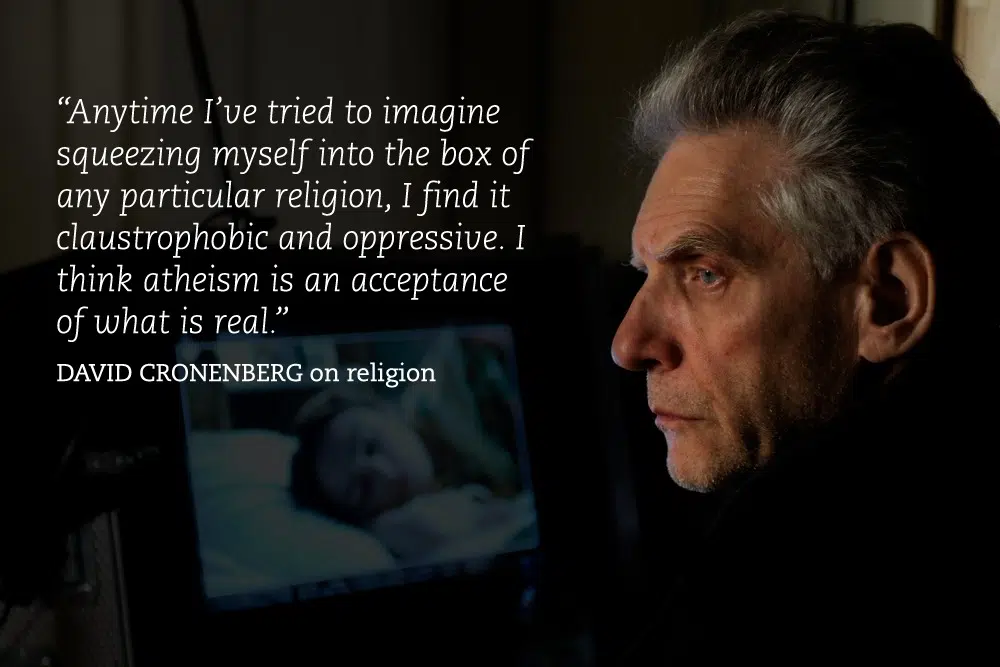 “Anytime I’ve tried to imagine
squeezing myself into the box of
any particular religion, I find it
claustrophobic and oppressive. I
think atheism is an acceptance
of what is real.”
DAVID CRONENBERG on religion